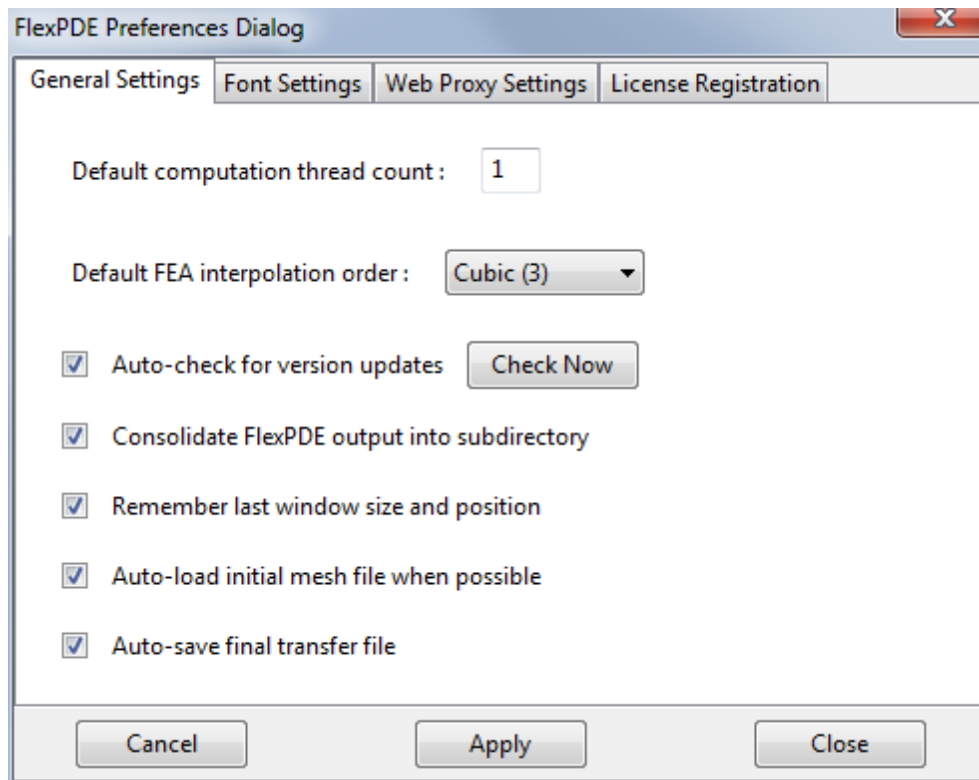 FlexPDE Preferences Dialog
General Settings Font Settings Web Proxy Settings License Registration
Default computation thread count : 1
Default FEA interpolation order : Cubic (3)
Auto-check for version updates Check Now
Consolidate FlexPDE output into subdirectory
Remember last window size and position
Auto-load initial mesh file when possible
Auto-save final transfer file
Cancel Apply Close